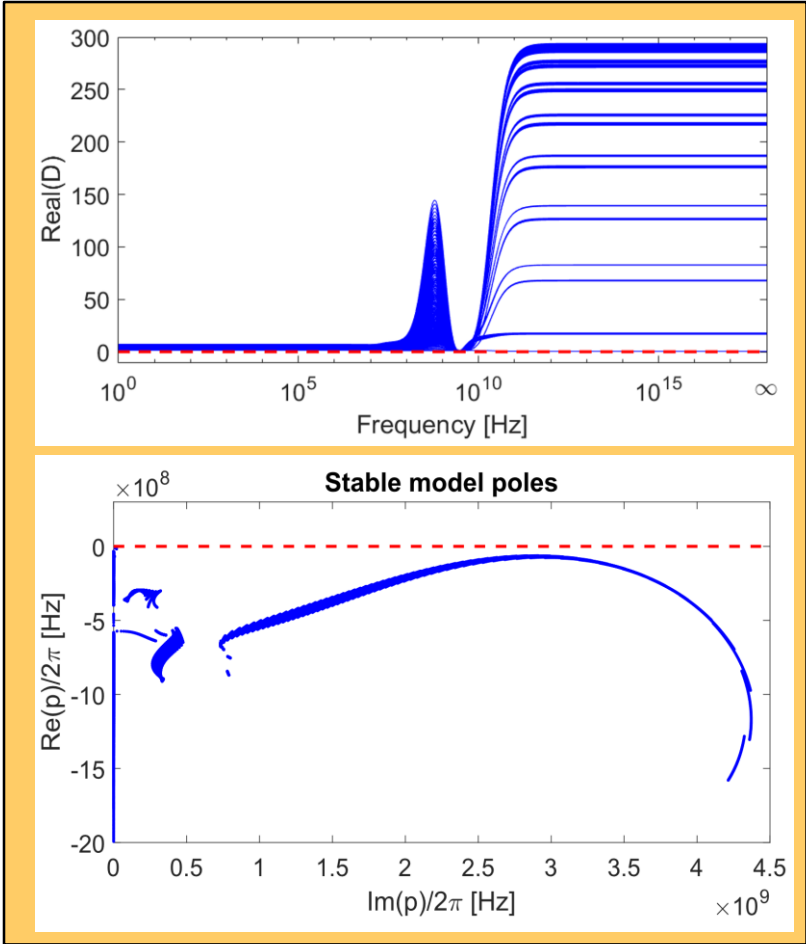 300
250
200
150
100
50
0
Real(D)
10^0 10^5 10^10 10^15 ∞
Frequency [Hz]
×10^8 Stable model poles
0
-5
-10
-15
-20
Re(p)/2π [Hz]
0 0.5 1 1.5 2 2.5 3 3.5 4 4.5
Im(p)/2π [Hz] ×10^9